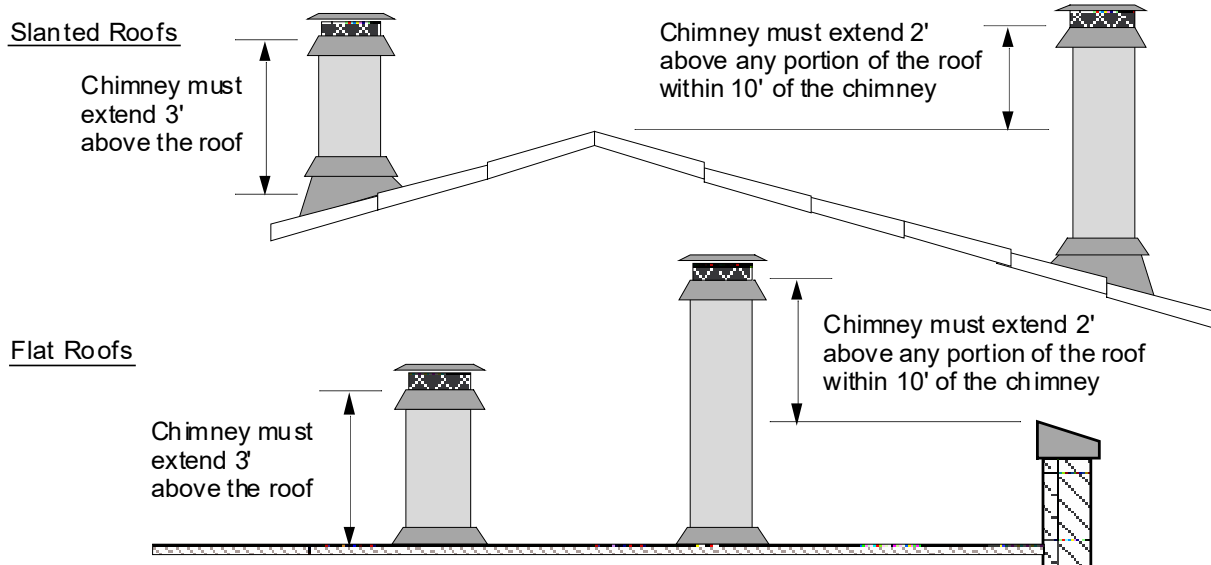 Slanted Roofs
Chimney must
extend 3'
above the roof
Chimney must extend 2'
above any portion of the roof
within 10' of the chimney
Flat Roofs
Chimney must
extend 3'
above the roof
Chimney must extend 2'
above any portion of the roof
within 10' of the chimney